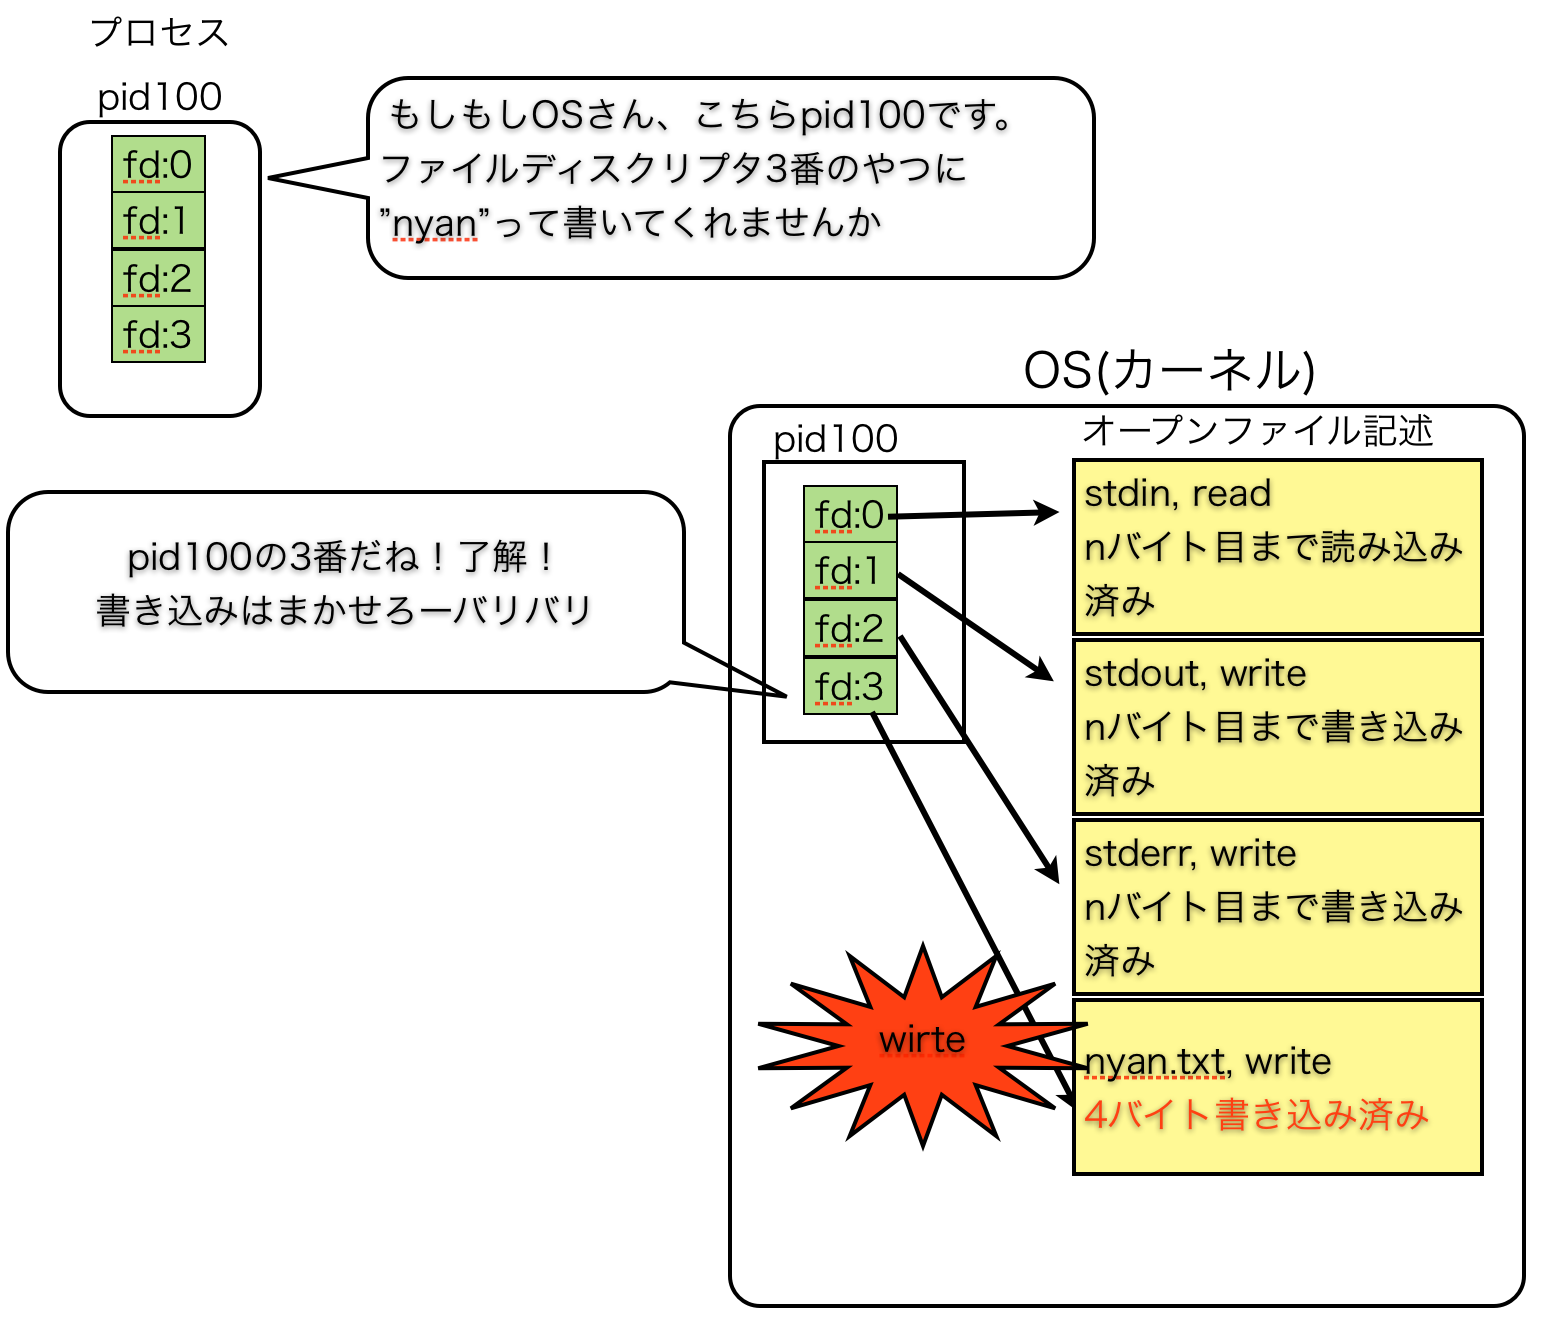 プロセス
pid100
fd:0
fd:1
fd:2
fd:3
もしもしOSさん、こちらpid100です。
ファイルディスクリプタ3番のやつに
”nyan”って書いてくれませんか
OS(カーネル)
pid100
fd:0
fd:1
fd:2
fd:3
オープンファイル記述
stdin, read
nバイト目まで読み込み
済み
stdout, write
nバイト目まで書き込み
済み
stderr, write
nバイト目まで書き込み
済み
nyan.txt, write
4バイト書き込み済み
pid100の3番だね！了解！
書き込みはまかせろーバリバリ
wirte